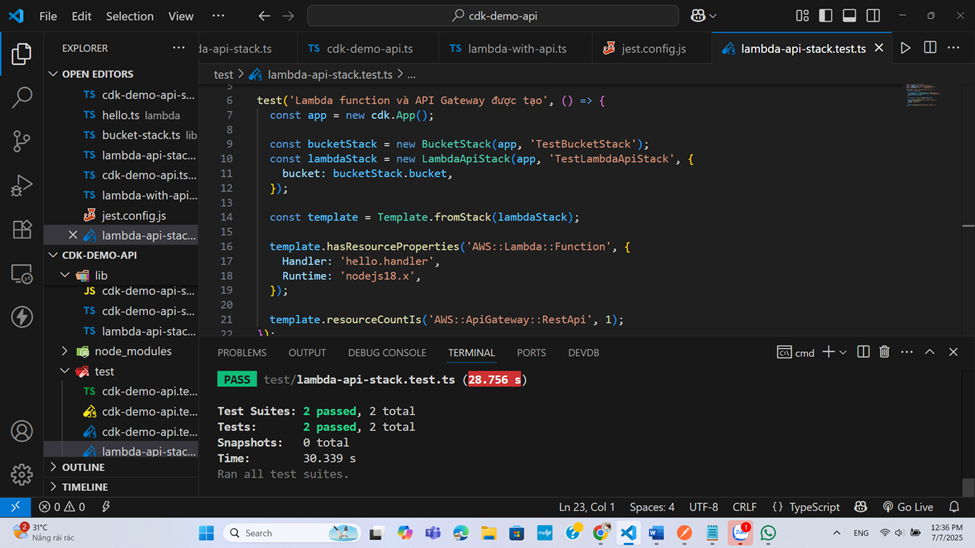 File Edit Selection View ··· cdk-demo-api
EXPLORER ···
da-api-stack.ts TS cdk-demo-api.ts TS lambda-with-api.ts jest.config.js lambda-api-stack.test.ts
OPEN EDITORS
TS cdk-demo-api-s...
TS hello.ts lambda
TS bucket-stack.ts lib
TS lambda-api-stac...
TS cdk-demo-api.ts...
TS lambda-with-api...
jest.config.js
lambda-api-stac...
CDK-DEMO-API
lib
JS cdk-demo-api-s...
TS cdk-demo-api-s...
TS lambda-api-stac...
node_modules
test
TS cdk-demo-api.te...
cdk-demo-api.te...
cdk-demo-api.te...
lambda-api-stac...
OUTLINE
TIMELINE
test > lambda-api-stack.test.ts > ...
5
6 test('Lambda function và API Gateway được tạo', () => {
7 const app = new cdk.App();
8
9 const bucketStack = new BucketStack(app, 'TestBucketStack');
10 const lambdaStack = new LambdaApiStack(app, 'TestLambdaApiStack', {
11 bucket: bucketStack.bucket,
12 });
13
14 const template = Template.fromStack(lambdaStack);
15
16 template.hasResourceProperties('AWS::Lambda::Function', {
17 Handler: 'hello.handler',
18 Runtime: 'nodejs18.x',
19 });
20
21 template.resourceCountIs('AWS::ApiGateway::RestApi', 1);
22 });
PROBLEMS OUTPUT DEBUG CONSOLE TERMINAL PORTS DEVDB cmd
PASS test/lambda-api-stack.test.ts (28.756 s)
Test Suites: 2 passed, 2 total
Tests: 2 passed, 2 total
Snapshots: 0 total
Time: 30.339 s
Ran all test suites.
0 0 Ln 23, Col 1 Spaces: 4 UTF-8 CRLF {} TypeScript Go Live
2 31°C
Nắng rải rác
Search
1
ENG
12:36 PM
7/7/2025